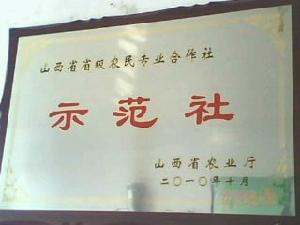 山西省省级农民专业合作社
示范社
山西省农业厅
二〇一〇年十月